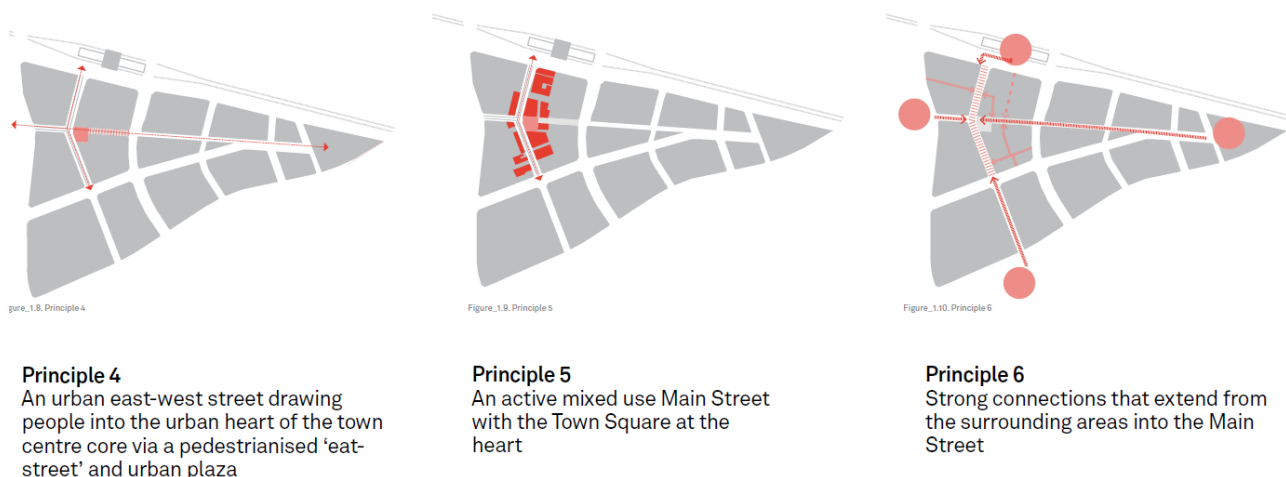 gure_1.8. Principle 4
Figure_1.9. Principle 5
Figure_1.10. Principle 6
Principle 4
An urban east-west street drawing
people into the urban heart of the town
centre core via a pedestrianised ‘eat-
street’ and urban plaza
Principle 5
An active mixed use Main Street
with the Town Square at the
heart
Principle 6
Strong connections that extend from
the surrounding areas into the Main
Street